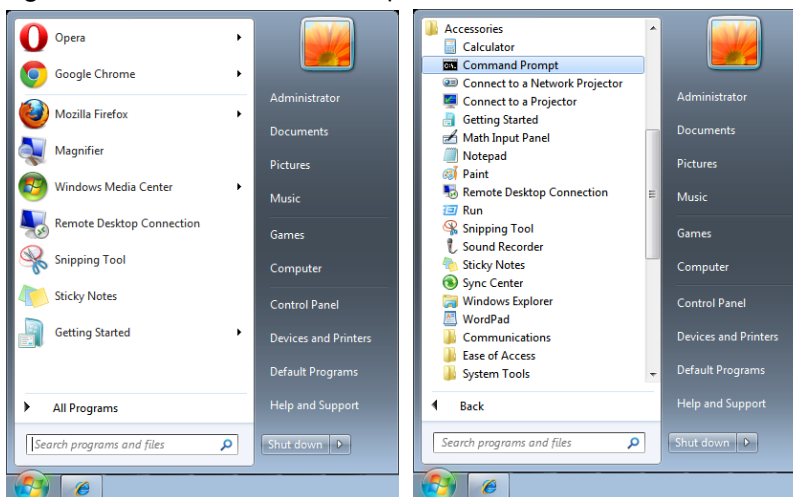 Opera
Google Chrome
Mozilla Firefox
Magnifier
Windows Media Center
Remote Desktop Connection
Snipping Tool
Sticky Notes
Getting Started
All Programs
Search programs and files
Administrator
Documents
Pictures
Music
Games
Computer
Control Panel
Devices and Printers
Default Programs
Help and Support
Shut down
Accessories
Calculator
Command Prompt
Connect to a Network Projector
Connect to a Projector
Getting Started
Math Input Panel
Notepad
Paint
Remote Desktop Connection
Run
Snipping Tool
Sound Recorder
Sticky Notes
Sync Center
Windows Explorer
WordPad
Communications
Ease of Access
System Tools
Back
Search programs and files
Administrator
Documents
Pictures
Music
Games
Computer
Control Panel
Devices and Printers
Default Programs
Help and Support
Shut down